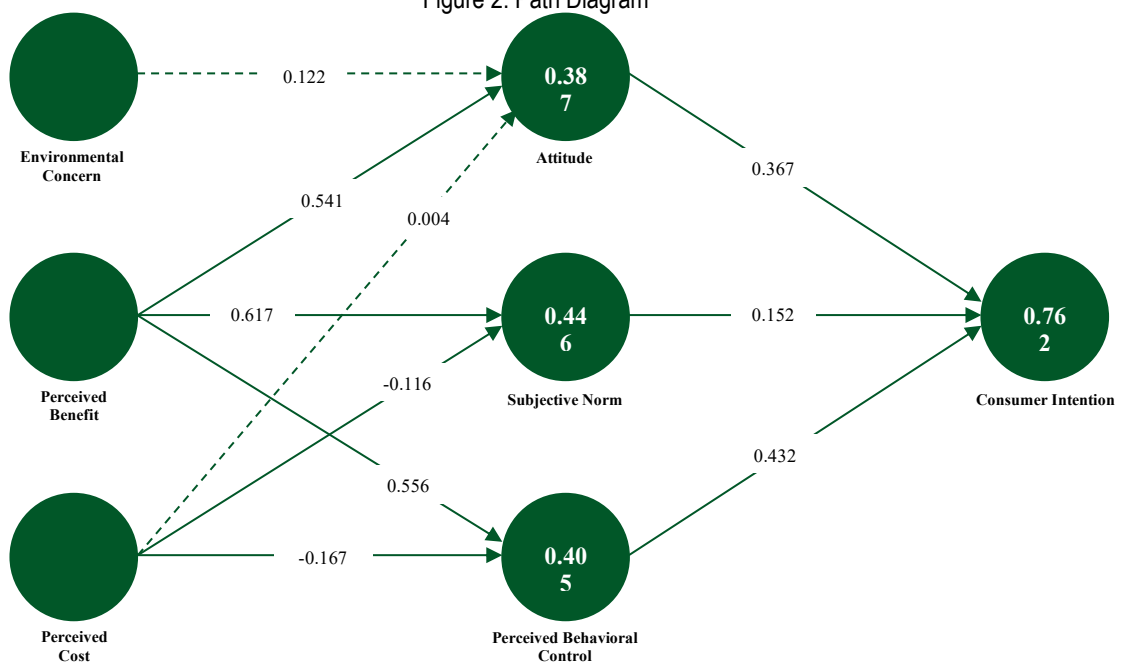 Figure 2. Path Diagram
0.122
0.38
7
Environmental
Concern
Attitude
0.367
0.541
0.004
0.617
0.44
6
0.152
0.76
2
-0.116
Perceived
Benefit
Subjective Norm
Consumer Intention
0.432
0.556
-0.167
0.40
5
Perceived
Cost
Perceived Behavioral
Control